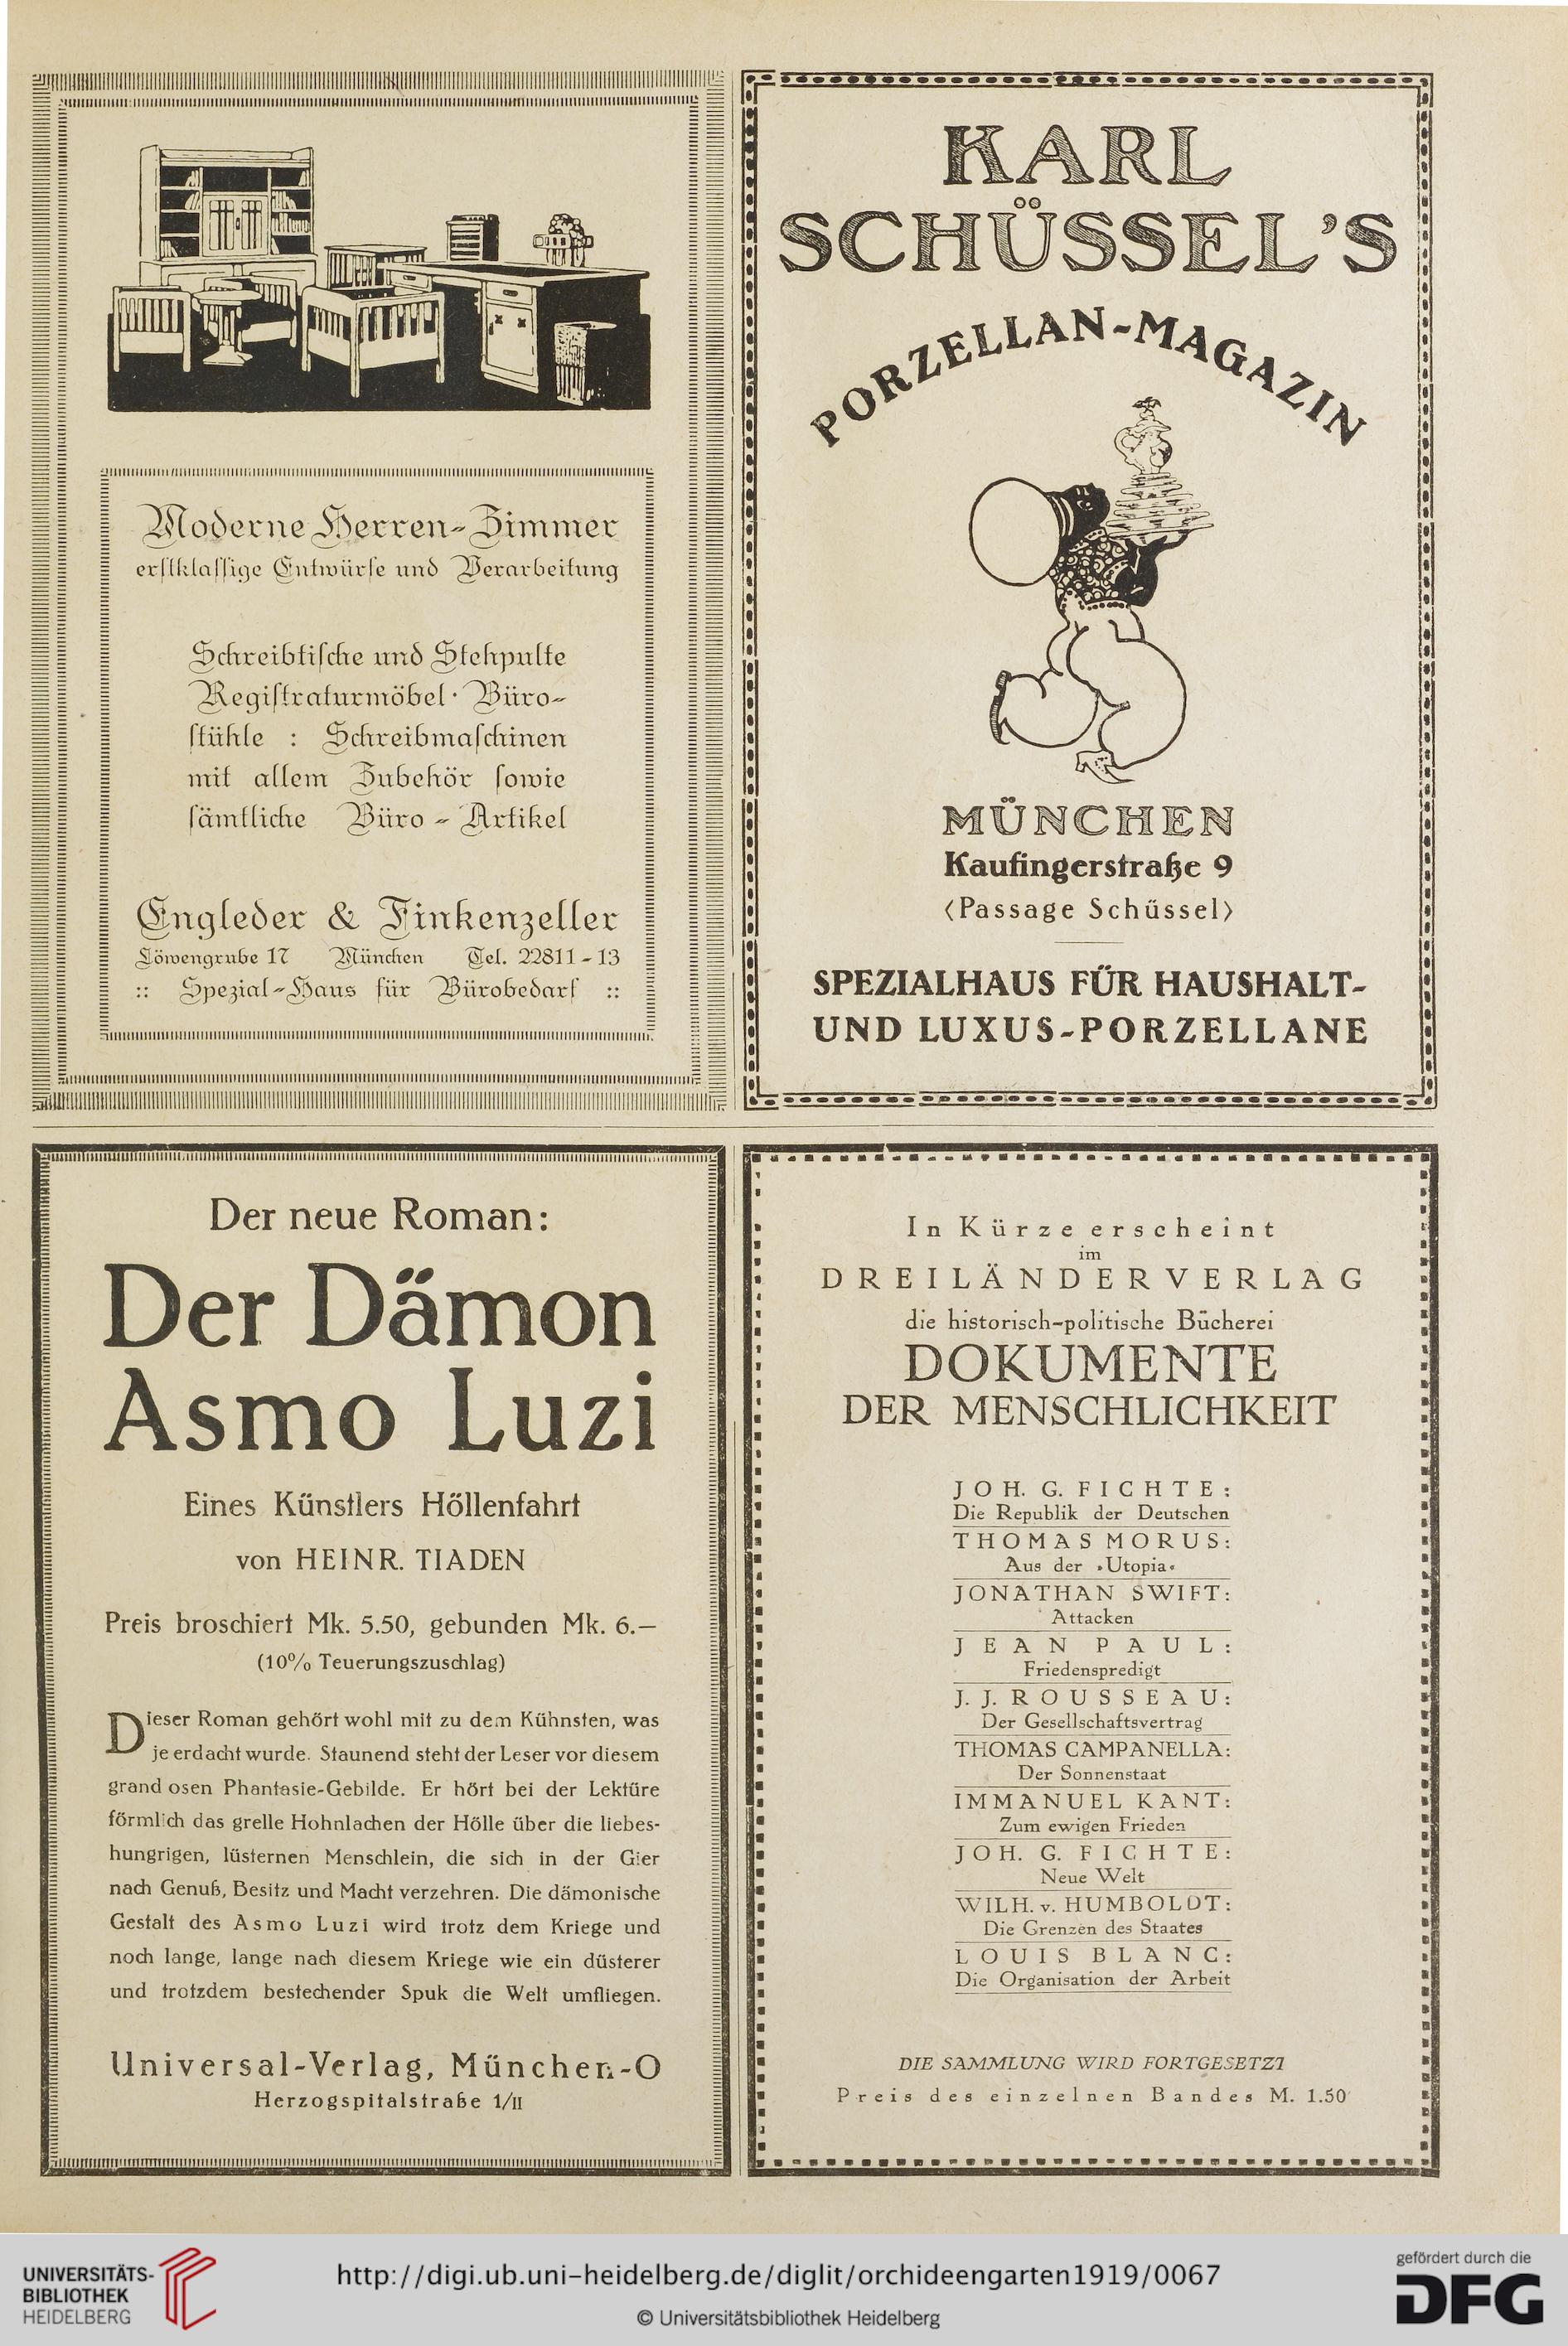 Moderne Herren-Zimmer
erstklassige Entwürfe und Verarbeitung
Schreibtische und Stehpulte
Registraturmöbel · Büro-
stühle : Schreibmaschinen
mit allem Zubehör sowie
sämtliche Büro - Artikel
Engleder & Finkenzeller
Löwengrube 17 München Tel. 22811-13
:: Spezial-Haus für Bürobedarf ::
KARL
SCHÜSSEL'S
PORZELLAN-MAGAZIN
MÜNCHEN
Kaufingerstraße 9
(Passage Schüssel)
SPEZIALHAUS FÜR HAUSHALT-
UND LUXUS-PORZELLANE
Der neue Roman:
Der Dämon
Asmo Luzi
Eines Künstlers Höllenfahrt
von HEINR. TIADEN
Preis broschiert Mk. 5.50, gebunden Mk. 6.—
(10% Teuerungszuschlag)
Dieser Roman gehört wohl mit zu dem Kühnsten, was
je erdacht wurde. Staunend steht der Leser vor diesem
grand osen Phantasie-Gebilde. Er hört bei der Lektüre
förmlich das grelle Hohnlachen der Hölle über die liebes-
hungrigen, lüsternen Menschlein, die sich in der Gier
nach Genuß, Besitz und Macht verzehren. Die dämonische
Gestalt des Asmo Luzi wird trotz dem Kriege und
noch lange, lange nach diesem Kriege wie ein düsterer
und trotzdem bestechender Spuk die Welt umfliegen.
Universal-Verlag, München-O
Herzogspitalstraße 1/II
In Kürze erscheint
im
DREILÄNDERVERLAG
die historisch-politische Bücherei
DOKUMENTE
DER MENSCHLICHKEIT
JOH. G. FICHTE:
Die Republik der Deutschen
THOMAS MORUS:
Aus der »Utopia«
JONATHAN SWIFT:
Attacken
JEAN PAUL:
Friedenspredigt
J. J. ROUSSEAU:
Der Gesellschaftsvertrag
THOMAS CAMPANELLA:
Der Sonnenstaat
IMMANUEL KANT:
Zum ewigen Frieden
JOH. G. FICHTE:
Neue Welt
WILH. v. HUMBOLDT:
Die Grenzen des Staates
LOUIS BLANC:
Die Organisation der Arbeit
DIE SAMMLUNG WIRD FORTGESETZT
Preis des einzelnen Bandes M. 1.50
UNIVERSITÄTS-
BIBLIOTHEK
HEIDELBERG
http://digi.ub.uni-heidelberg.de/diglit/orchideengarten1919/0067
© Universitätsbibliothek Heidelberg
gefördert durch die
DFG